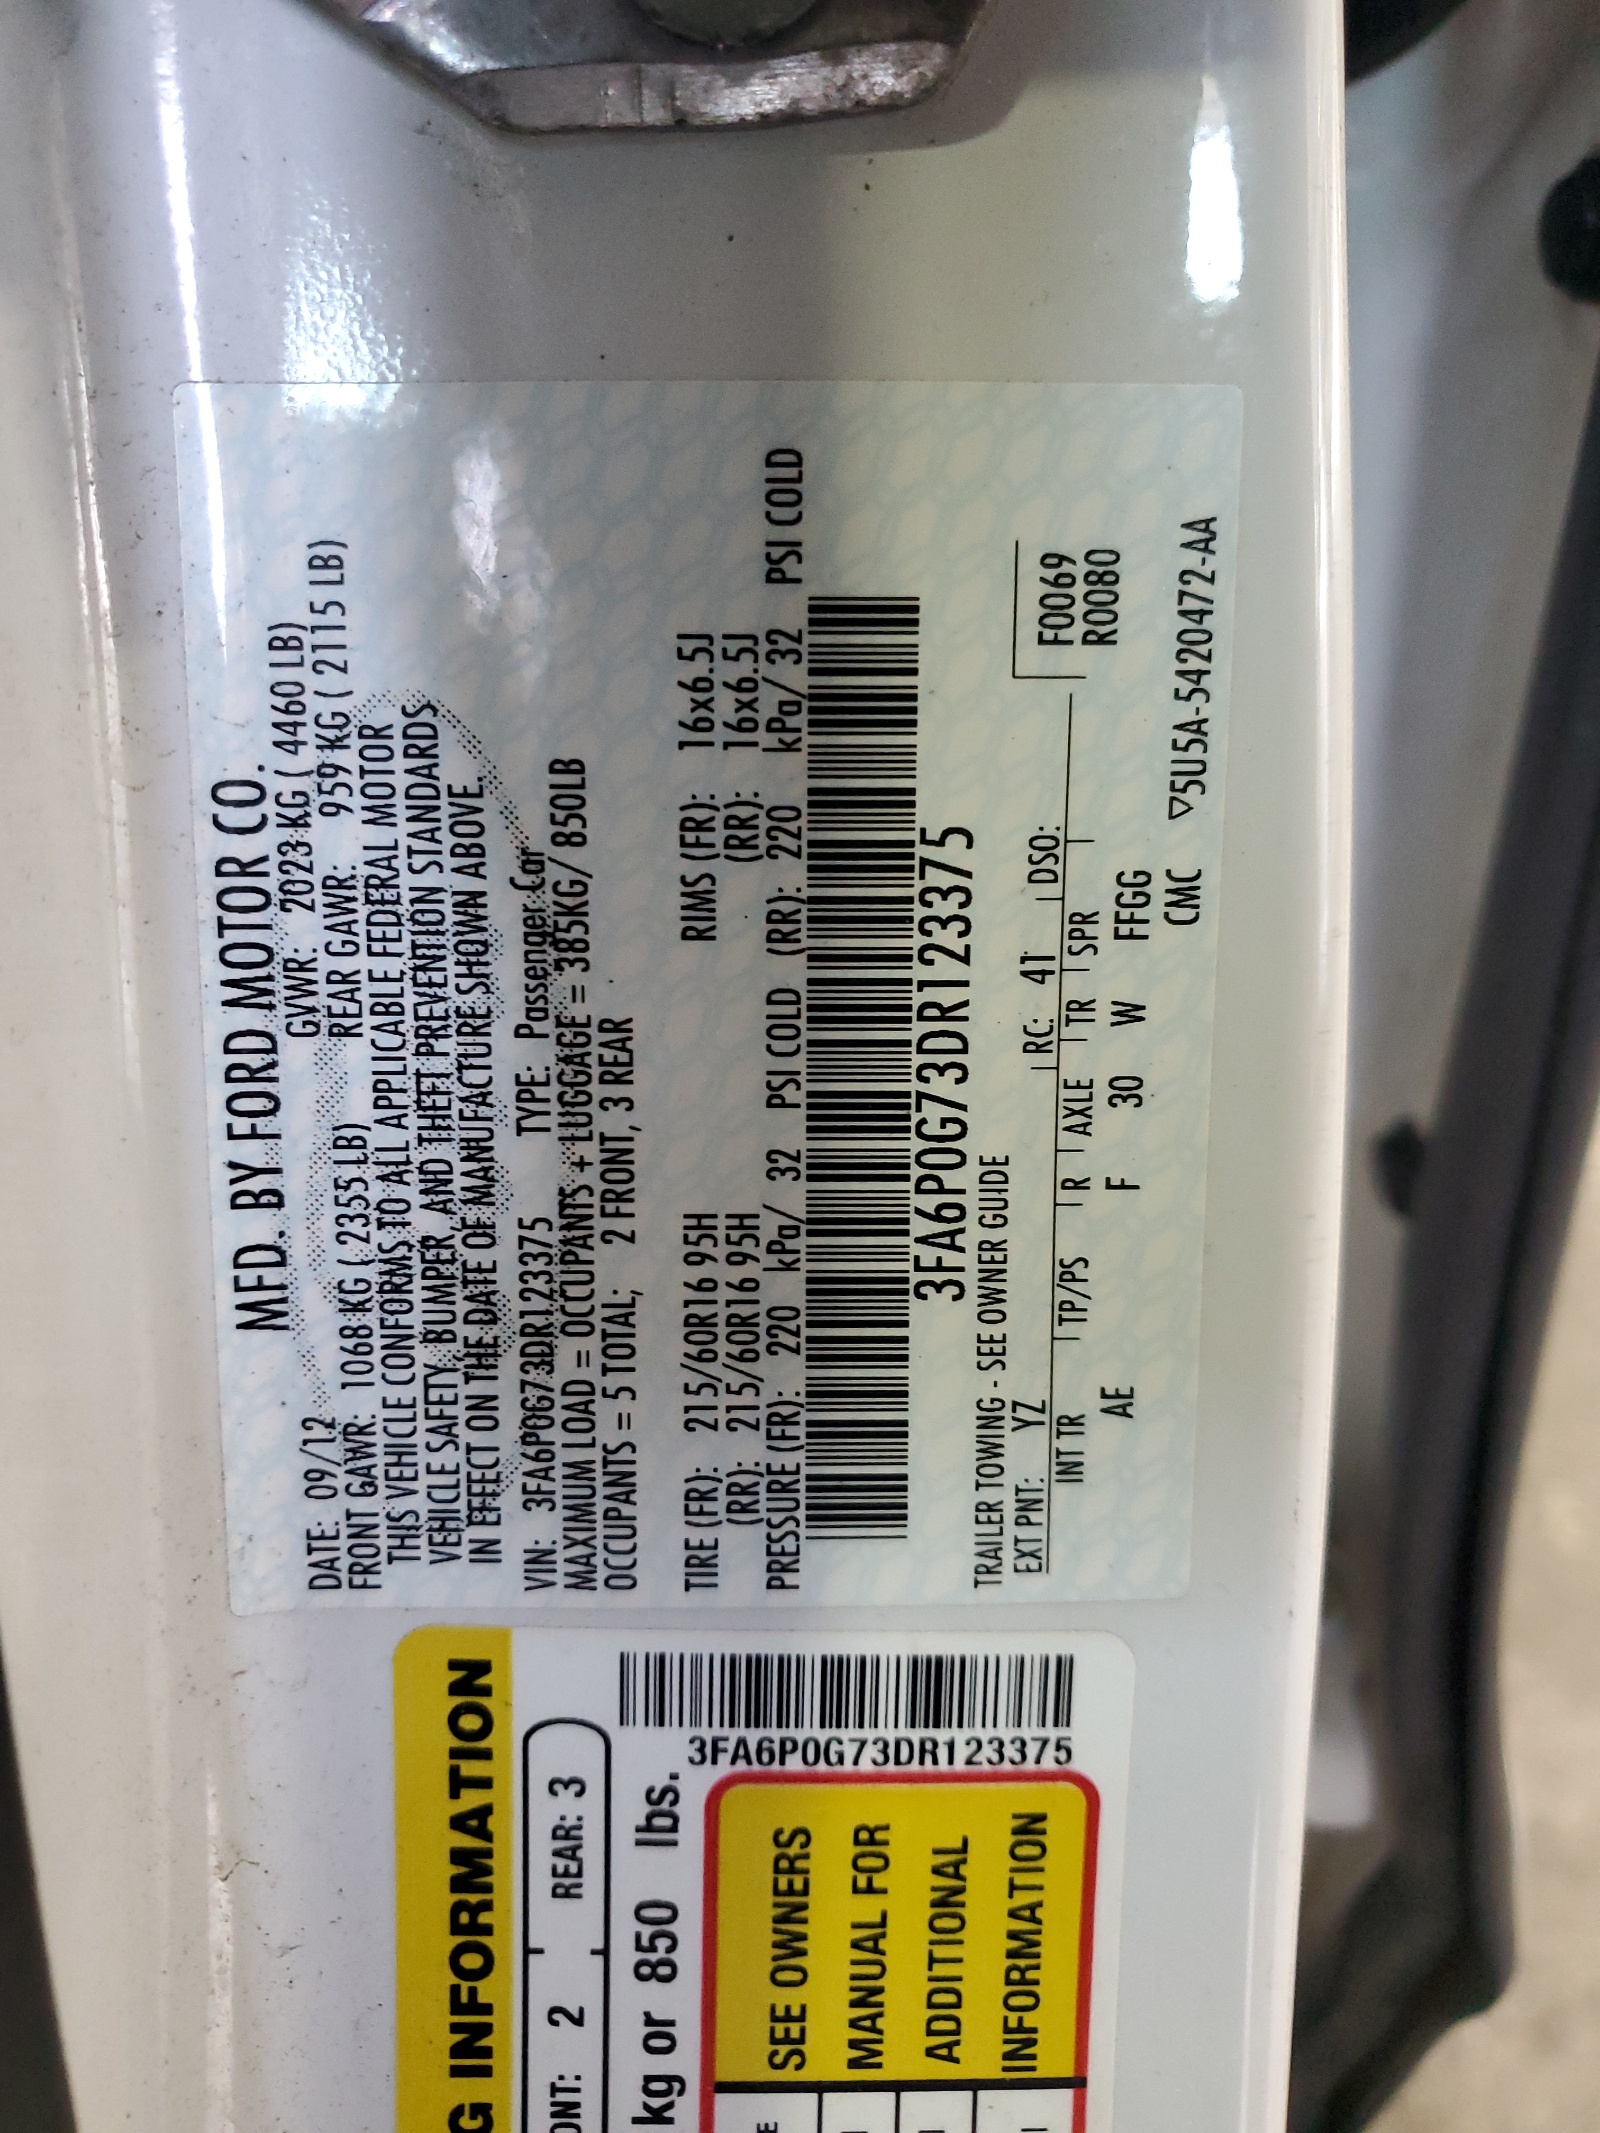 MFD. BY FORD MOTOR CO.
DATE: 09/12 GVWR: 2023 KG ( 4460 LB)
FRONT GAWR: 1068 KG ( 2355 LB) REAR GAWR: 959 KG ( 2115 LB)
THIS VEHICLE CONFORMS TO ALL APPLICABLE FEDERAL MOTOR
VEHICLE SAFETY, BUMPER, AND THEFT PREVENTION STANDARDS
IN EFFECT ON THE DATE OF MANUFACTURE SHOWN ABOVE.
VIN: 3FA6P0G73DR123375 TYPE: Passenger Car
MAXIMUM LOAD = OCCUPANTS + LUGGAGE = 385KG/ 850LB
OCCUPANTS = 5 TOTAL; 2 FRONT, 3 REAR
TIRE (FR): 215/60R16 95H RIMS (FR): 16x6.5J
(RR): 215/60R16 95H (RR): 16x6.5J
PRESSURE (FR): 220 kPa/ 32 PSI COLD (RR): 220 kPa/ 32 PSI COLD
3FA6P0G73DR123375
TRAILER TOWING - SEE OWNER GUIDE
EXT PNT: YZ RC: 41 DSO: F0069
INT TR TP/PS R AXLE TR SPR R0080
AE F 30 W FFGG
CMC ▽5U5A-5420472-AA
G INFORMATION
ONT: 2 REAR: 3
kg or 850 lbs.
3FA6P0G73DR123375
SEE OWNERS
MANUAL FOR
ADDITIONAL
INFORMATION